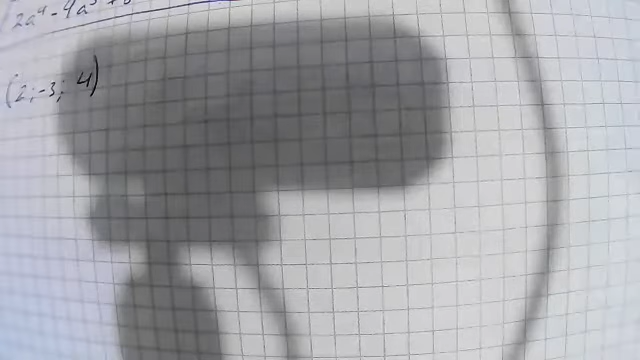 2a⁴ - 4a³ +
(2; -3; 4)